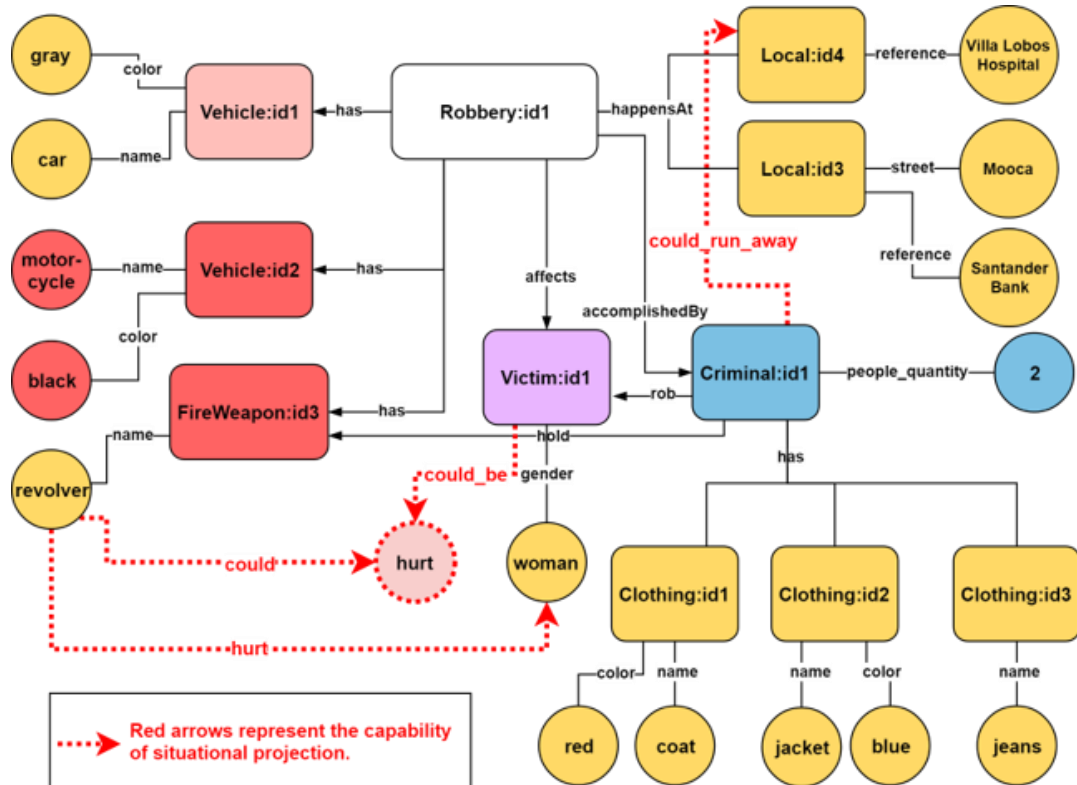 gray
color
Vehicle:id1
has
Robbery:id1
happensAt
Local:id4
reference
Villa Lobos
Hospital
car
name
Local:id3
street
Mooca
reference
Santander
Bank
could_run_away
motor-
cycle
name
Vehicle:id2
has
affects
accomplishedBy
color
black
Victim:id1
rob
Criminal:id1
people_quantity
2
FireWeapon:id3
has
name
hold
has
revolver
could_be
gender
could
hurt
woman
hurt
Clothing:id1
Clothing:id2
Clothing:id3
color
name
name
color
name
red
coat
jacket
blue
jeans
Red arrows represent the capability
of situational projection.